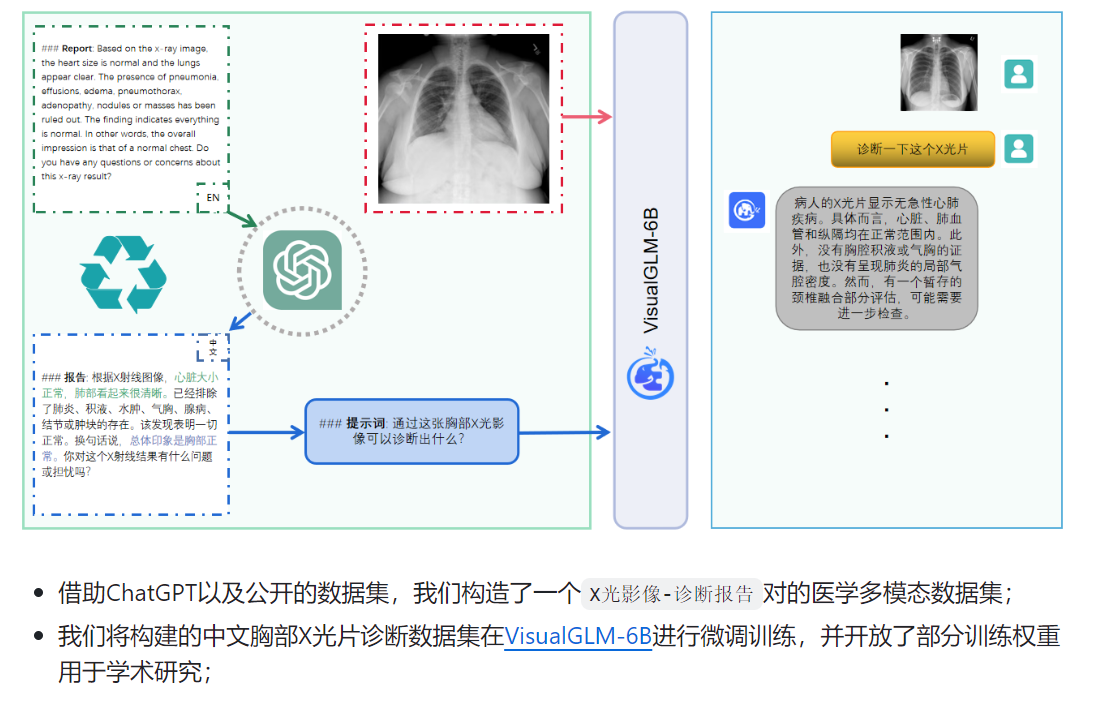 ### Report: Based on the x-ray image,
the heart size is normal and the lungs
appear clear. The presence of pneumonia,
effusions, edema, pneumothorax,
adenopathy, nodules or masses has been
ruled out. The finding indicates everything
is normal. In other words, the overall
impression is that of a normal chest. Do
you have any questions or concerns about
this x-ray result?
EN
中文
### 报告: 根据X射线图像，心脏大小
正常，肺部看起来很清晰。已经排除
了肺炎、积液、水肿、气胸、腺病、
结节或肿块的存在。该发现表明一切
正常。换句话说，总体印象是胸部正
常。你对这个X射线结果有什么问题
或担忧吗?
### 提示词: 通过这张胸部X光影
像可以诊断出什么?
VisualGLM-6B
诊断一下这个X光片
病人的X光片显示无急性心肺
疾病。具体而言，心脏、肺血
管和纵隔均在正常范围内。此
外，没有胸腔积液或气胸的证
据，也没有呈现肺炎的局部气
腔密度。然而，有一个暂存的
颈椎融合部分评估，可能需要
进一步检查。
借助ChatGPT以及公开的数据集，我们构造了一个 X光影像-诊断报告 对的医学多模态数据集；
我们将构建的中文胸部X光片诊断数据集在VisualGLM-6B进行微调训练，并开放了部分训练权重
用于学术研究；